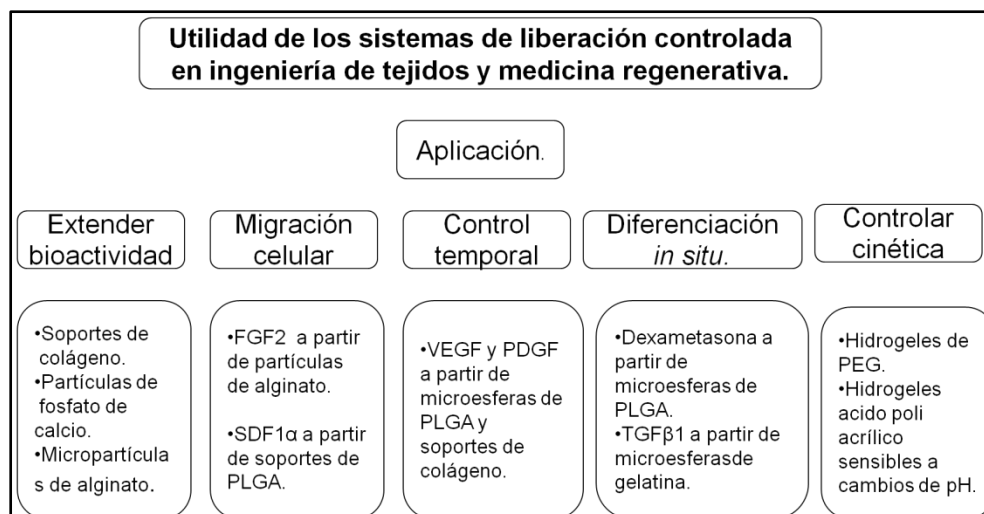 Utilidad de los sistemas de liberación controlada
en ingeniería de tejidos y medicina regenerativa.
Aplicación.
Extender
bioactividad
Migración
celular
Control
temporal
Diferenciación
in situ.
Controlar
cinética
•Soportes de
colágeno.
•Partículas de
fosfato de
calcio.
•Micropartícula
s de alginato.
•FGF2 a partir
de partículas
de alginato.
•SDF1α a partir
de soportes de
PLGA.
•VEGF y PDGF
a partir de
microesferas de
PLGA y
soportes de
colágeno.
•Dexametasona a
partir de
microesferas de
PLGA.
•TGFβ1 a partir de
microesferasde
gelatina.
•Hidrogeles de
PEG.
•Hidrogeles
acido poli
acrílico
sensibles a
cambios de pH.